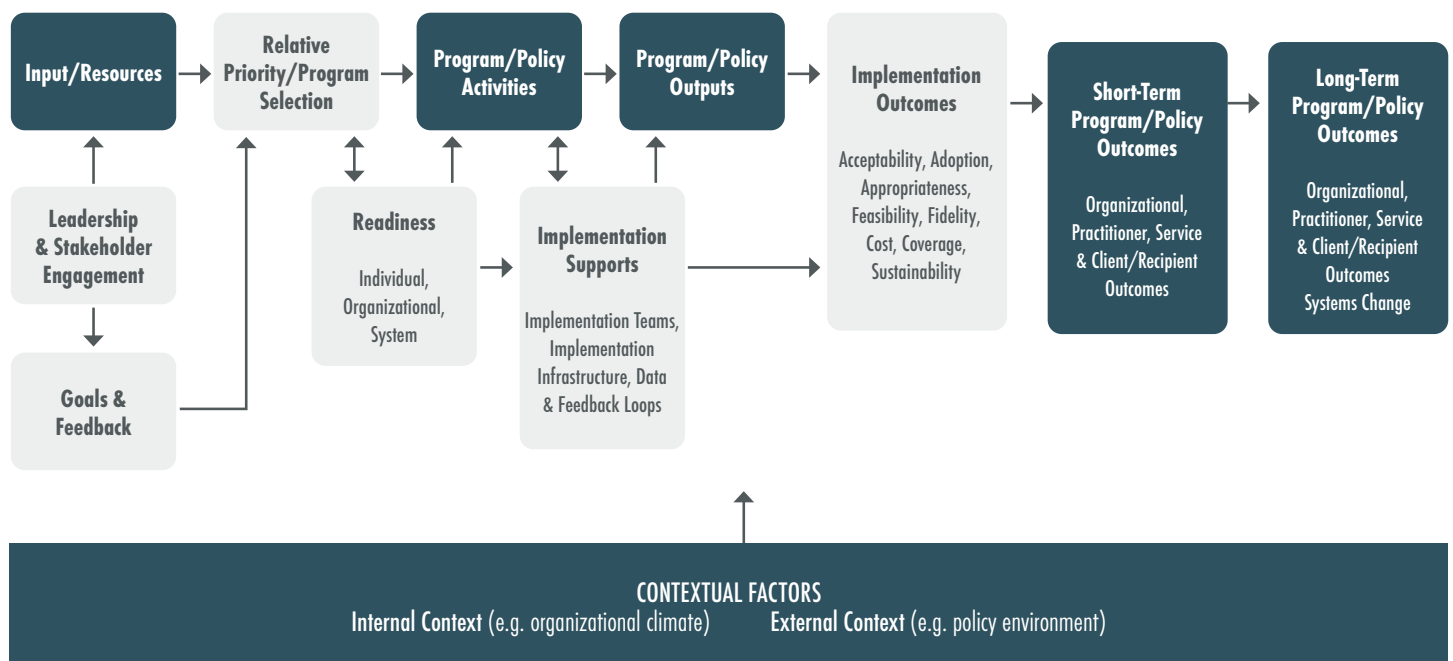 Input/Resources
Relative
Priority/Program
Selection
Program/Policy
Activities
Program/Policy
Outputs
Implementation
Outcomes
Acceptability, Adoption,
Appropriateness,
Feasibility, Fidelity,
Cost, Coverage,
Sustainability
Short-Term
Program/Policy
Outcomes
Organizational,
Practitioner, Service
& Client/Recipient
Outcomes
Long-Term
Program/Policy
Outcomes
Organizational,
Practitioner, Service
& Client/Recipient
Outcomes
Systems Change
Leadership
& Stakeholder
Engagement
Readiness
Individual,
Organizational,
System
Implementation
Supports
Implementation Teams,
Implementation
Infrastructure, Data
& Feedback Loops
Goals &
Feedback
CONTEXTUAL FACTORS
Internal Context (e.g. organizational climate) External Context (e.g. policy environment)